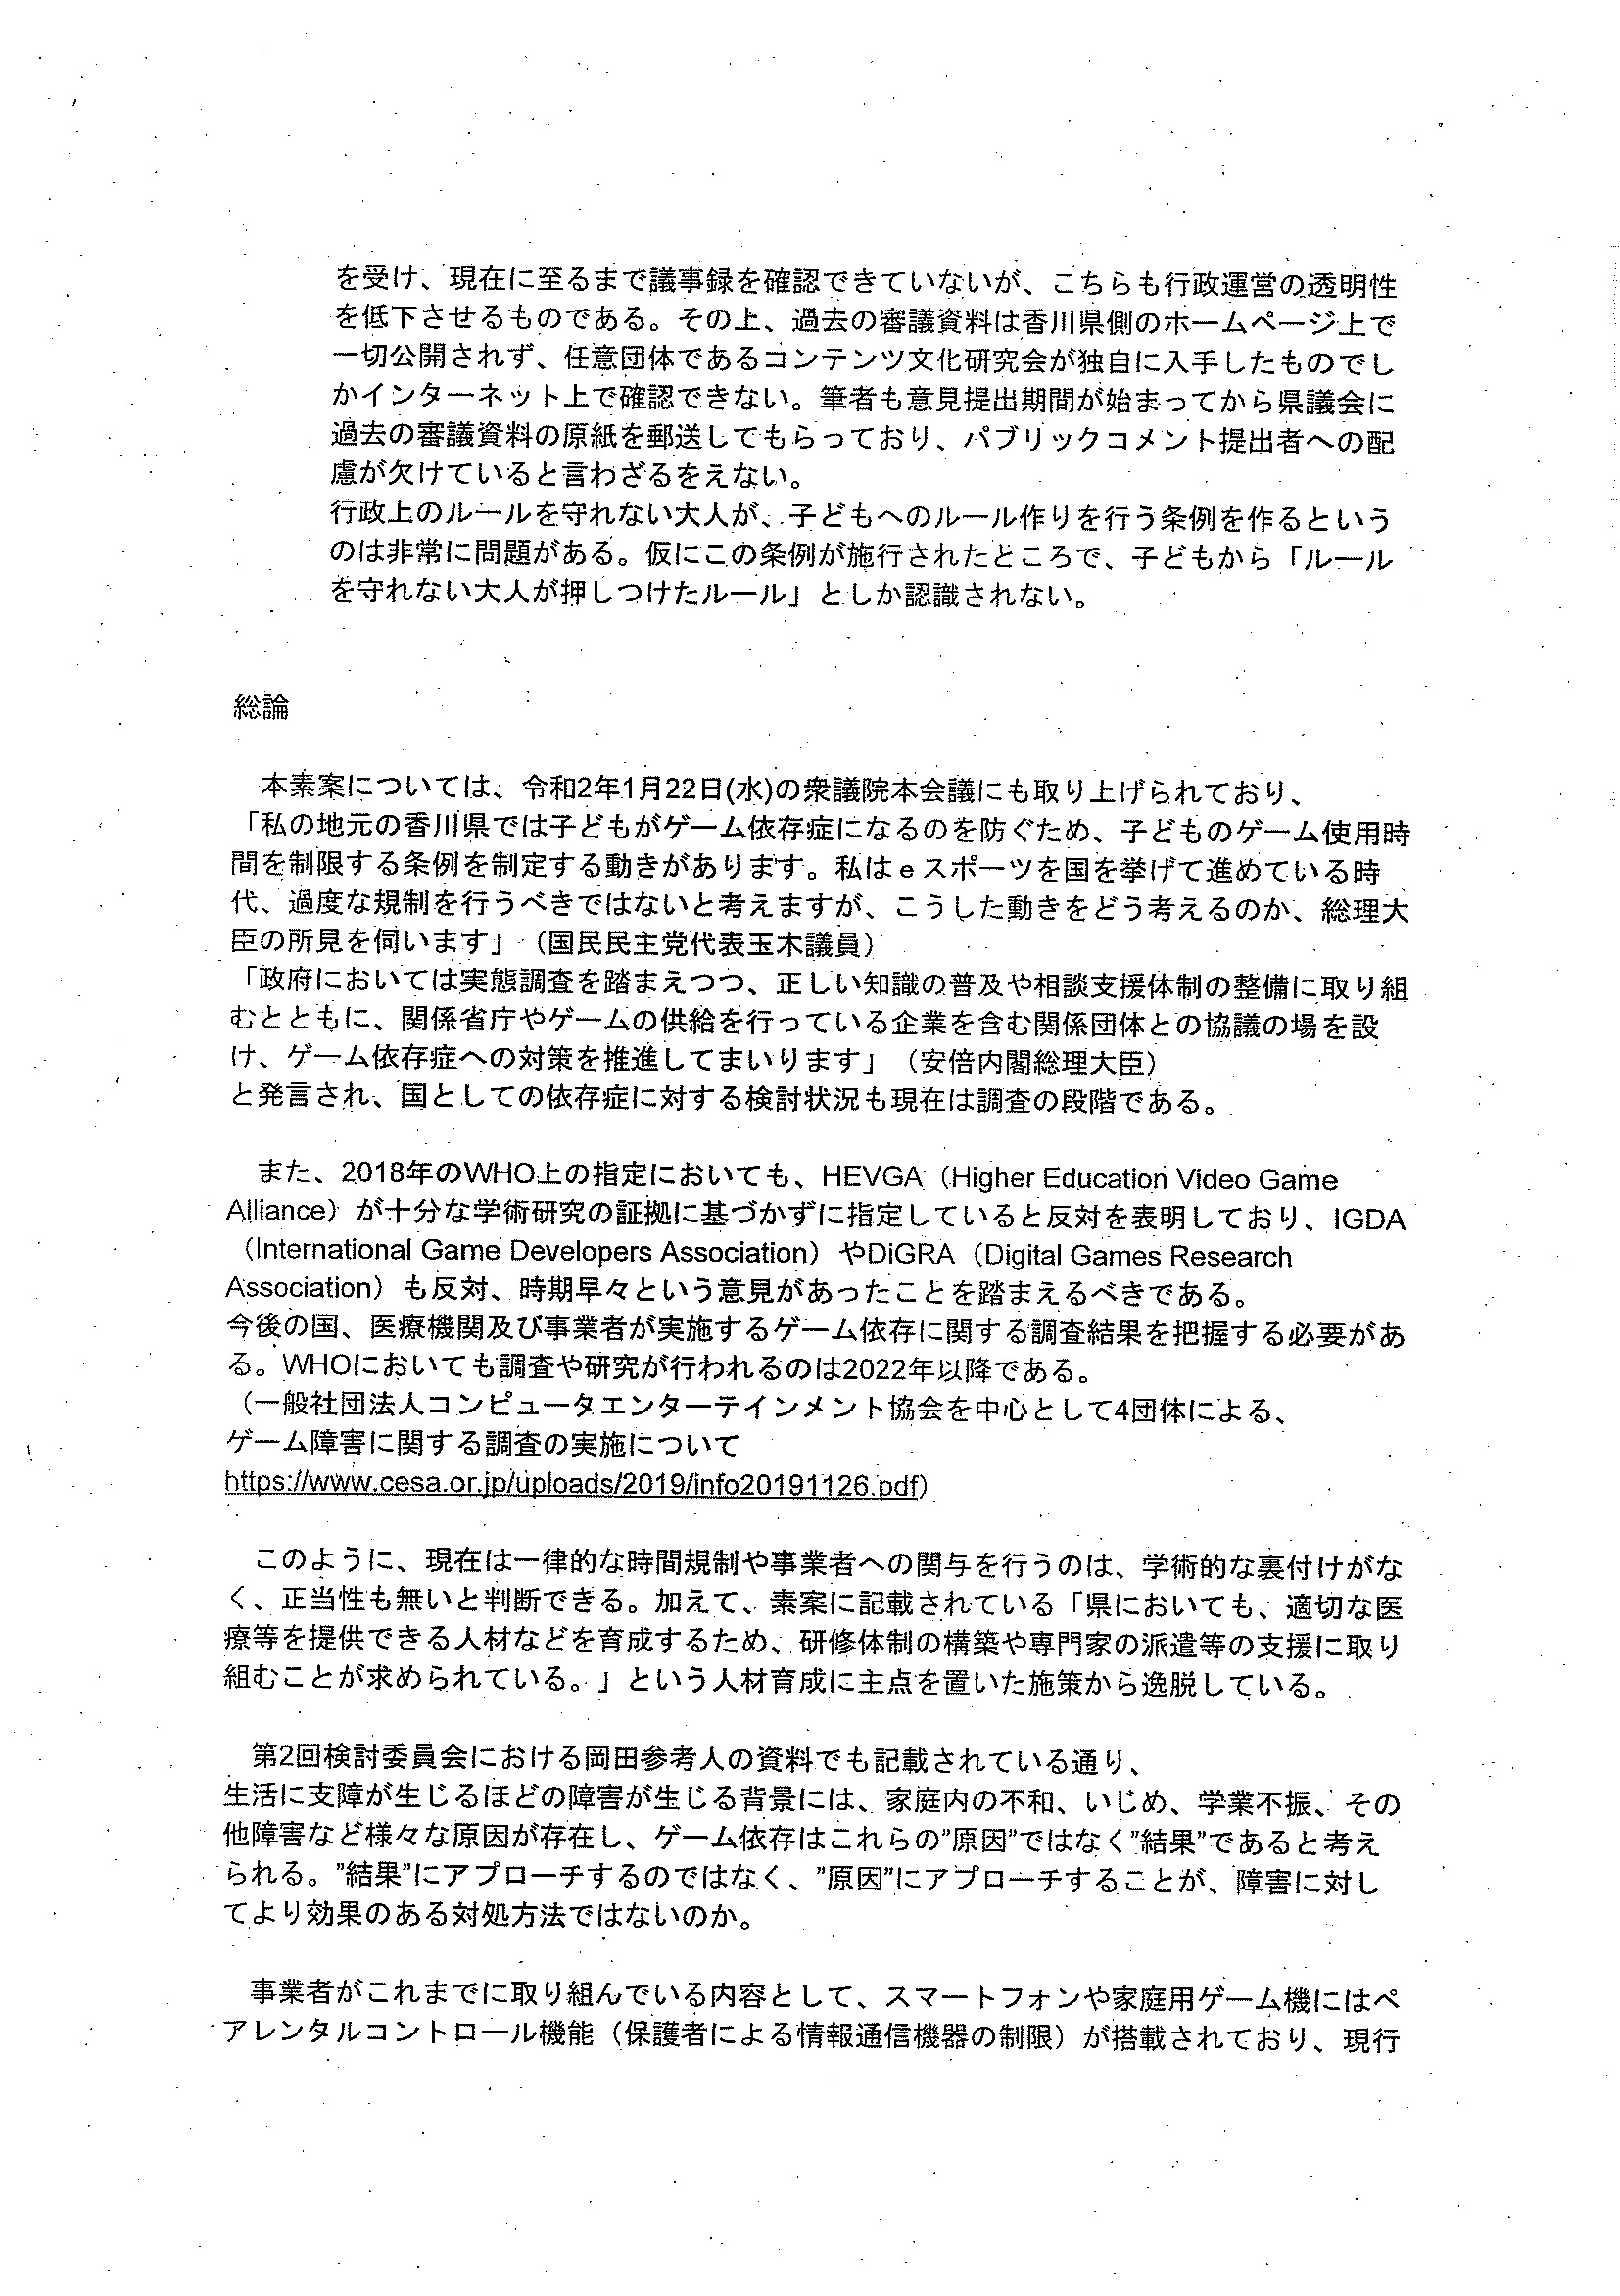 を受け、現在に至るまで議事録を確認できていないが、こちらも行政運営の透明性
を低下させるものである。その上、過去の審議資料は香川県側のホームページ上で
一切公開されず、任意団体であるコンテンツ文化研究会が独自に入手したものでし
かインターネット上で確認できない。筆者も意見提出期間が始まってから県議会に
過去の審議資料の原紙を郵送してもらっており、パブリックコメント提出者への配
慮が欠けていると言わざるをえない。
行政上のルールを守れない大人が、子どもへのルール作りを行う条例を作るという
のは非常に問題がある。仮にこの条例が施行されたところで、子どもから「ルール
を守れない大人が押しつけたルール」としか認識されない。
総論
本素案については、令和2年1月22日(水)の衆議院本会議にも取り上げられており、
「私の地元の香川県では子どもがゲーム依存症になるのを防ぐため、子どものゲーム使用時
間を制限する条例を制定する動きがあります。私はeスポーツを国を挙げて進めている時
代、過度な規制を行うべきではないと考えますが、こうした動きをどう考えるのか、総理大
臣の所見を伺います」（国民民主党代表玉木議員）
「政府においては実態調査を踏まえつつ、正しい知識の普及や相談支援体制の整備に取り組
むとともに、関係省庁やゲームの供給を行っている企業を含む関係団体との協議の場を設
け、ゲーム依存症への対策を推進してまいります」（安倍内閣総理大臣）
と発言され、国としての依存症に対する検討状況も現在は調査の段階である。
また、2018年のWHO上の指定においても、HEVGA（Higher Education Video Game
Alliance）が十分な学術研究の証拠に基づかずに指定していると反対を表明しており、IGDA
（International Game Developers Association）やDiGRA（Digital Games Research
Association）も反対、時期早々という意見があったことを踏まえるべきである。
今後の国、医療機関及び事業者が実施するゲーム依存に関する調査結果を把握する必要があ
る。WHOにおいても調査や研究が行われるのは2022年以降である。
（一般社団法人コンピュータエンターテインメント協会を中心として4団体による、
ゲーム障害に関する調査の実施について
https://www.cesa.or.jp/uploads/2019/info20191126.pdf）
このように、現在は一律的な時間規制や事業者への関与を行うのは、学術的な裏付けがな
く、正当性も無いと判断できる。加えて、素案に記載されている「県においても、適切な医
療等を提供できる人材などを育成するため、研修体制の構築や専門家の派遣等の支援に取り
組むことが求められている。」という人材育成に主点を置いた施策から逸脱している。
第2回検討委員会における岡田参考人の資料でも記載されている通り、
生活に支障が生じるほどの障害が生じる背景には、家庭内の不和、いじめ、学業不振、その
他障害など様々な原因が存在し、ゲーム依存はこれらの”原因”ではなく”結果”であると考え
られる。”結果”にアプローチするのではなく、”原因”にアプローチすることが、障害に対し
てより効果のある対処方法ではないのか。
事業者がこれまでに取り組んでいる内容として、スマートフォンや家庭用ゲーム機にはペ
アレンタルコントロール機能（保護者による情報通信機器の制限）が搭載されており、現行